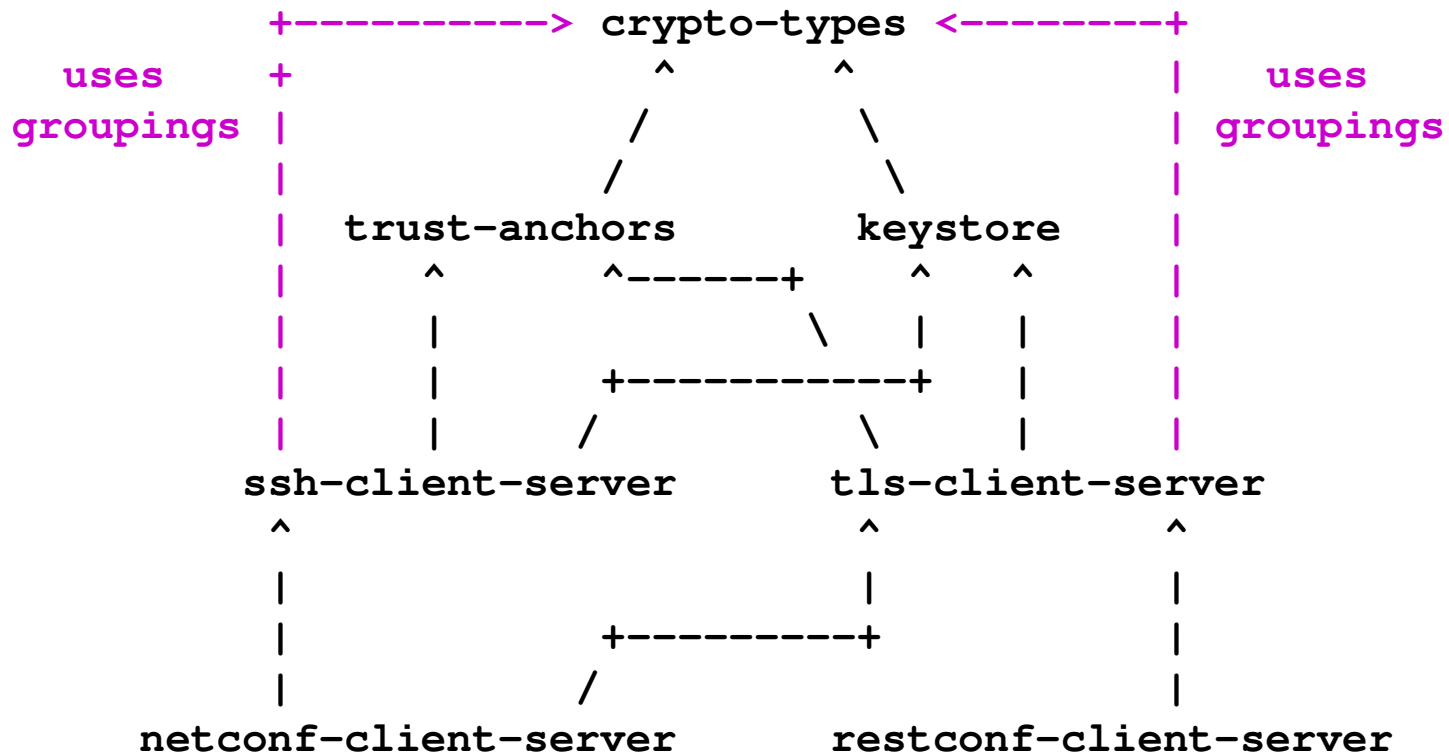 +-----------> crypto-types <---------+
uses + ^ ^ | uses
groupings | / \ | groupings
| / \ |
| trust-anchors keystore |
| ^ ^------+ ^ ^ |
| | \ | | |
| | +-----------+ | |
| | / \ | |
ssh-client-server tls-client-server
^ ^ ^
| | |
| +---------+ |
| / |
netconf-client-server restconf-client-server